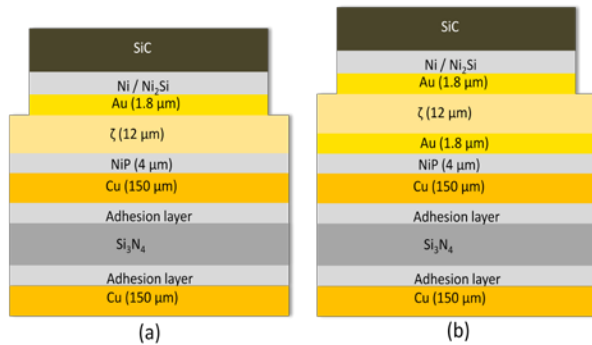 SiC
Ni / Ni₂Si
Au (1.8 µm)
ζ (12 µm)
NiP (4 µm)
Cu (150 µm)
Adhesion layer
Si₃N₄
Adhesion layer
Cu (150 µm)
(a)
SiC
Ni/ Ni₂Si
Au (1.8 µm)
ζ (12 µm)
Au (1.8 µm)
NiP (4 µm)
Cu (150 µm)
Adhesion layer
Si₃N₄
Adhesion layer
Cu (150 µm)
(b)